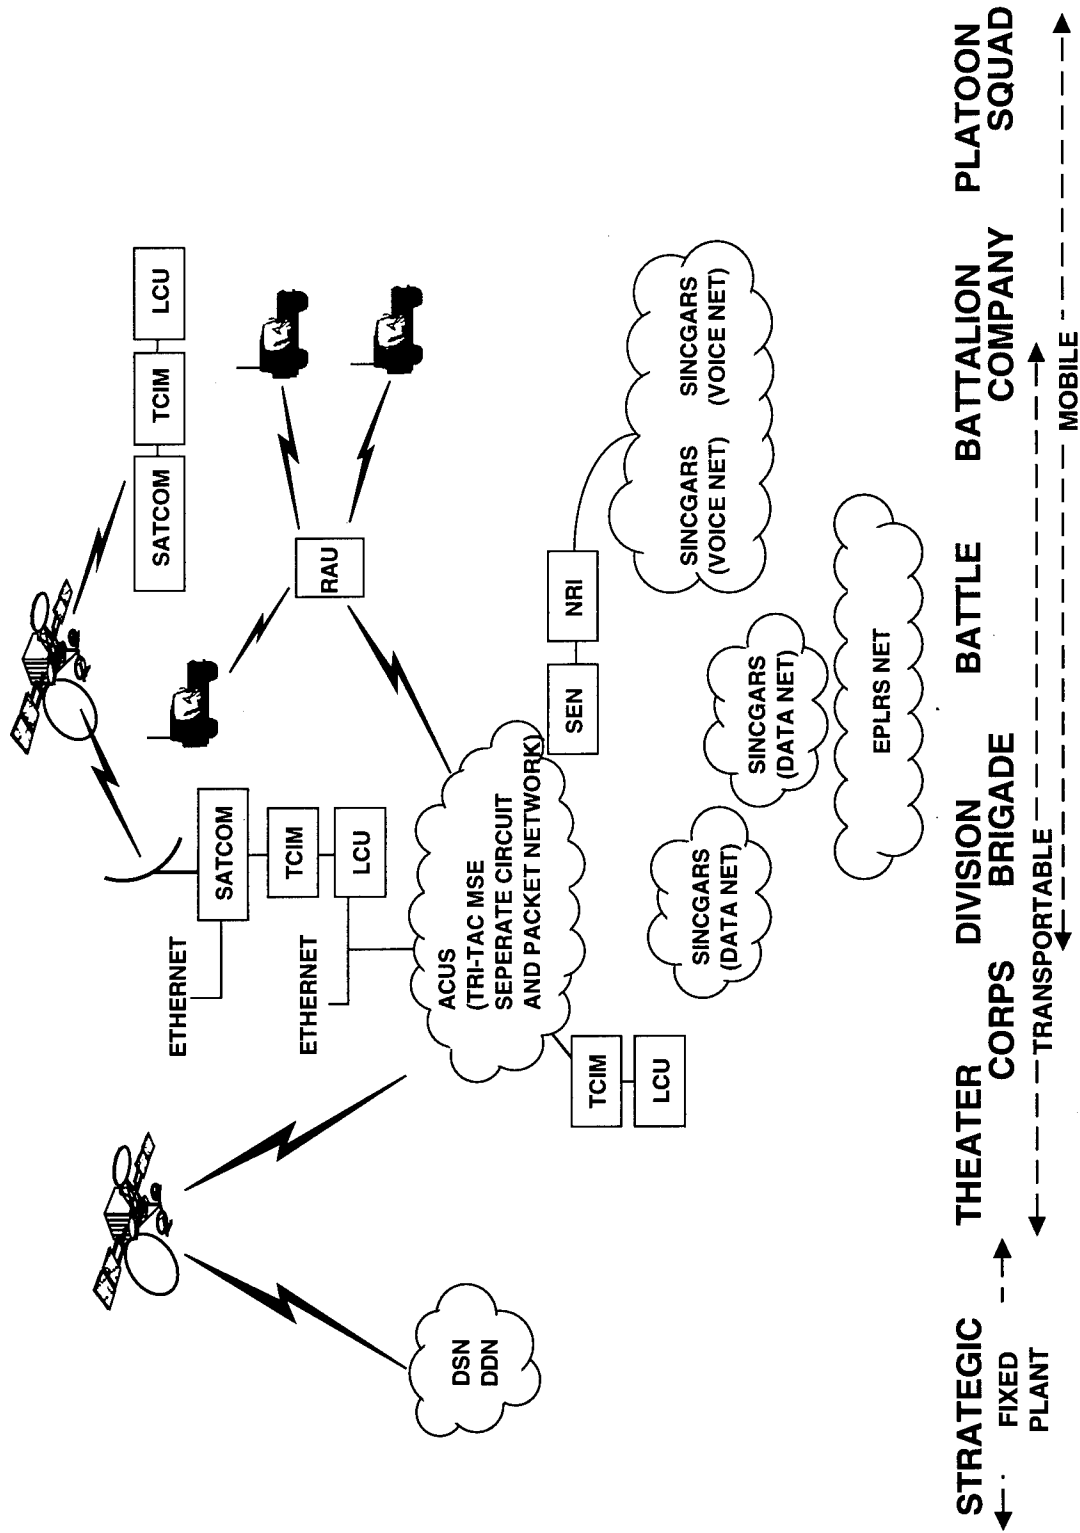 SATCOM
TCIM
LCU
ETHERNET
SATCOM
TCIM
ETHERNET
LCU
RAU
DSN
DDN
ACUS
(TRI-TAC MSE
SEPERATE CIRCUIT
AND PACKET NETWORK)
TCIM
LCU
SEN
NRI
SINCGARS
(VOICE NET)
SINCGARS
(VOICE NET)
SINCGARS
(DATA NET)
SINCGARS
(DATA NET)
EPLRS NET
STRATEGIC
THEATER
CORPS
DIVISION
BRIGADE
BATTLE
BATTALION
COMPANY
PLATOON
SQUAD
FIXED
PLANT
TRANSPORTABLE
MOBILE